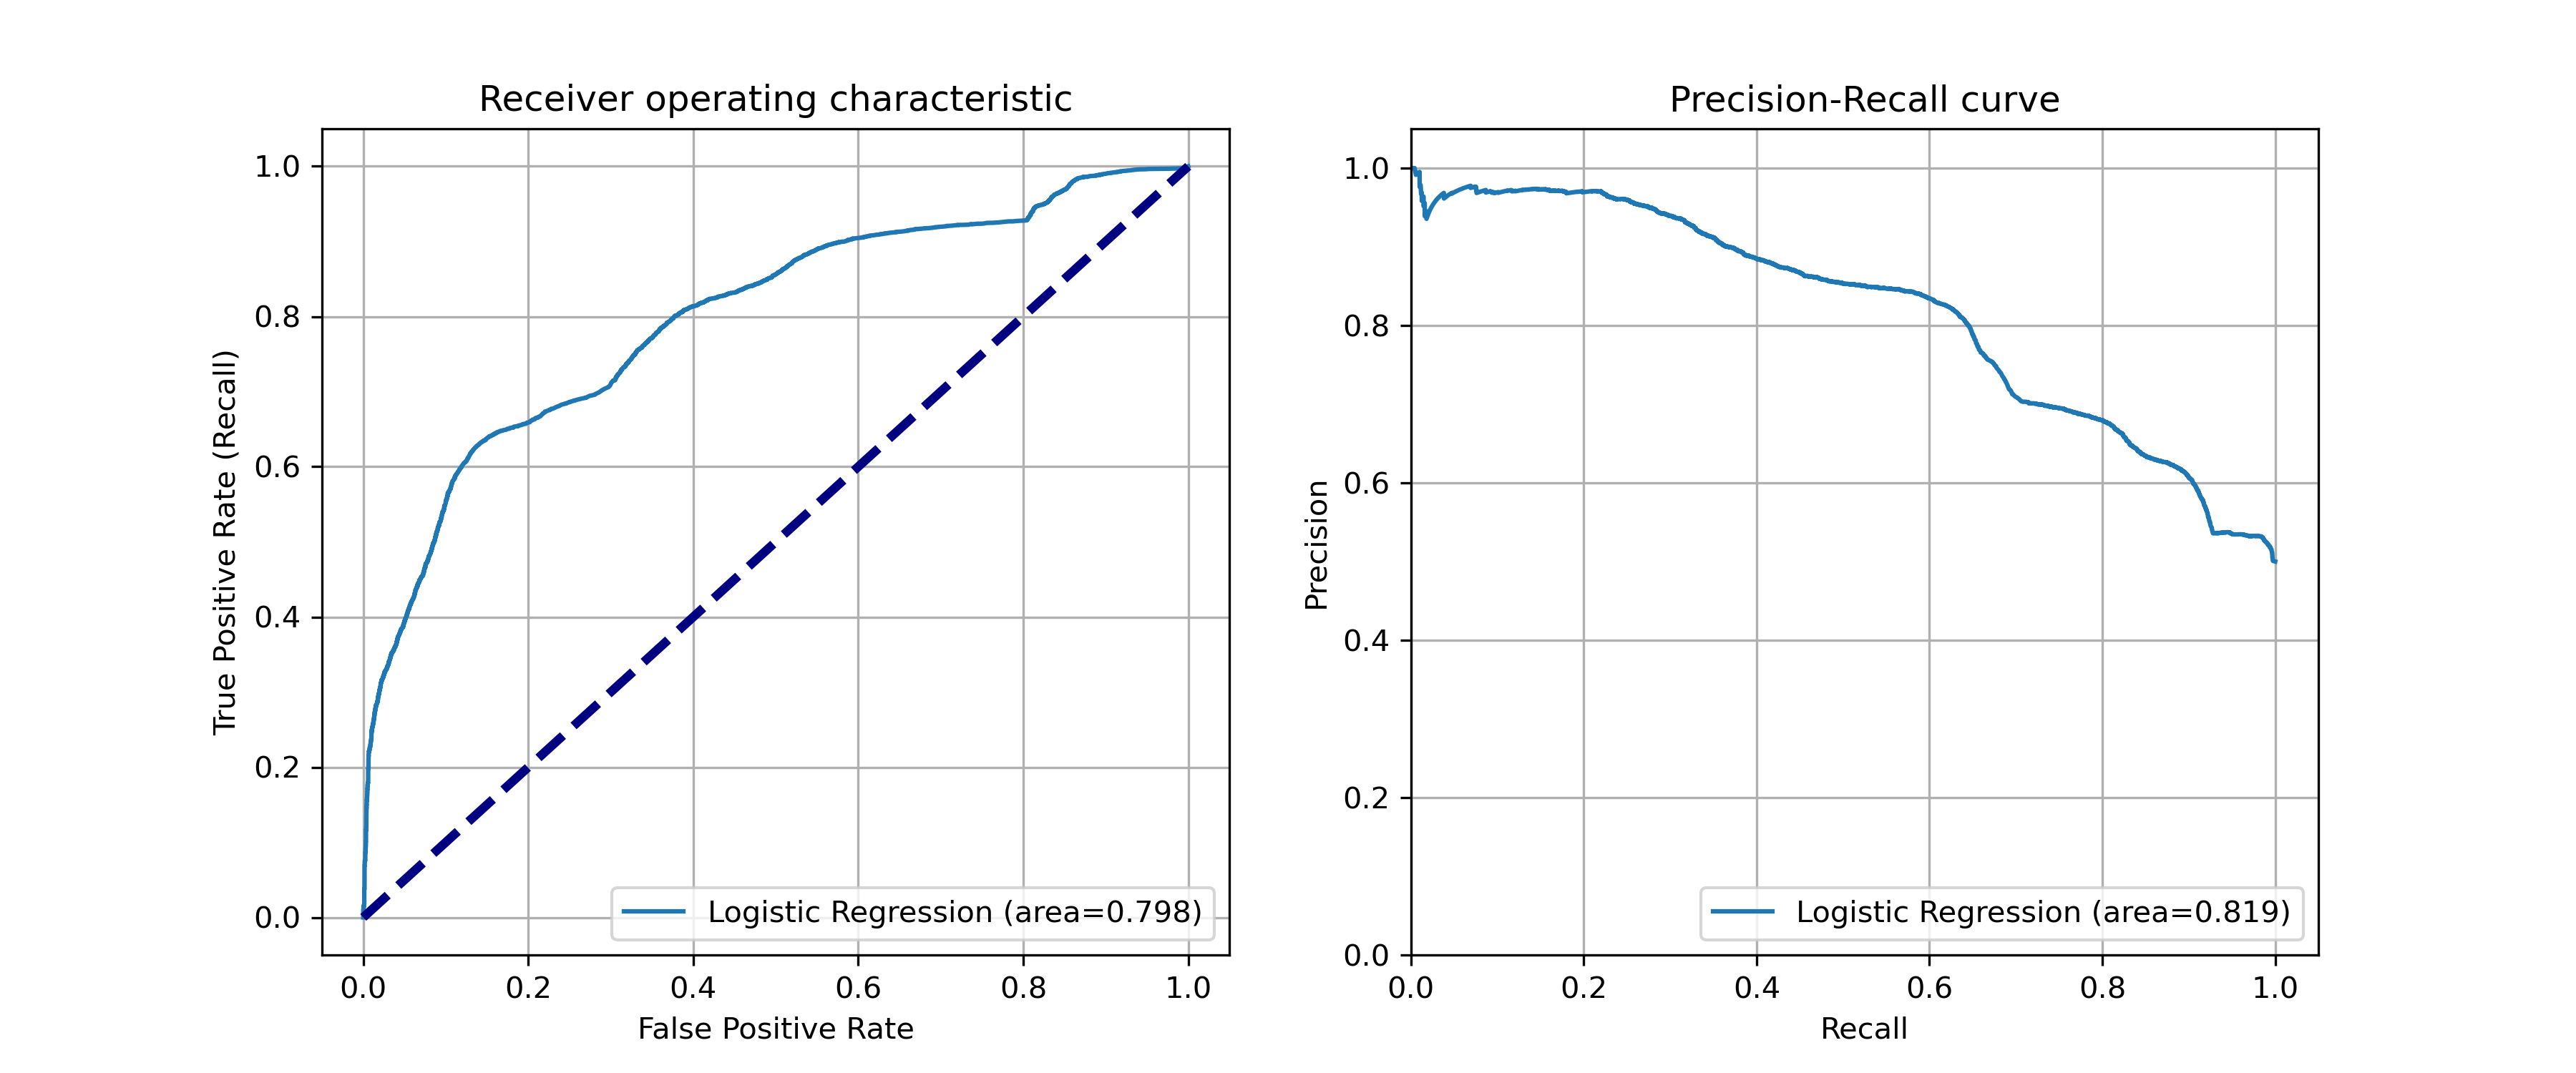 Receiver operating characteristic
True Positive Rate (Recall)
1.0
0.8
0.6
0.4
0.2
0.0
Logistic Regression (area=0.798)
0.0 0.2 0.4 0.6 0.8 1.0
False Positive Rate
Precision-Recall curve
Precision
1.0
0.8
0.6
0.4
0.2
0.0
Logistic Regression (area=0.819)
0.0 0.2 0.4 0.6 0.8 1.0
Recall